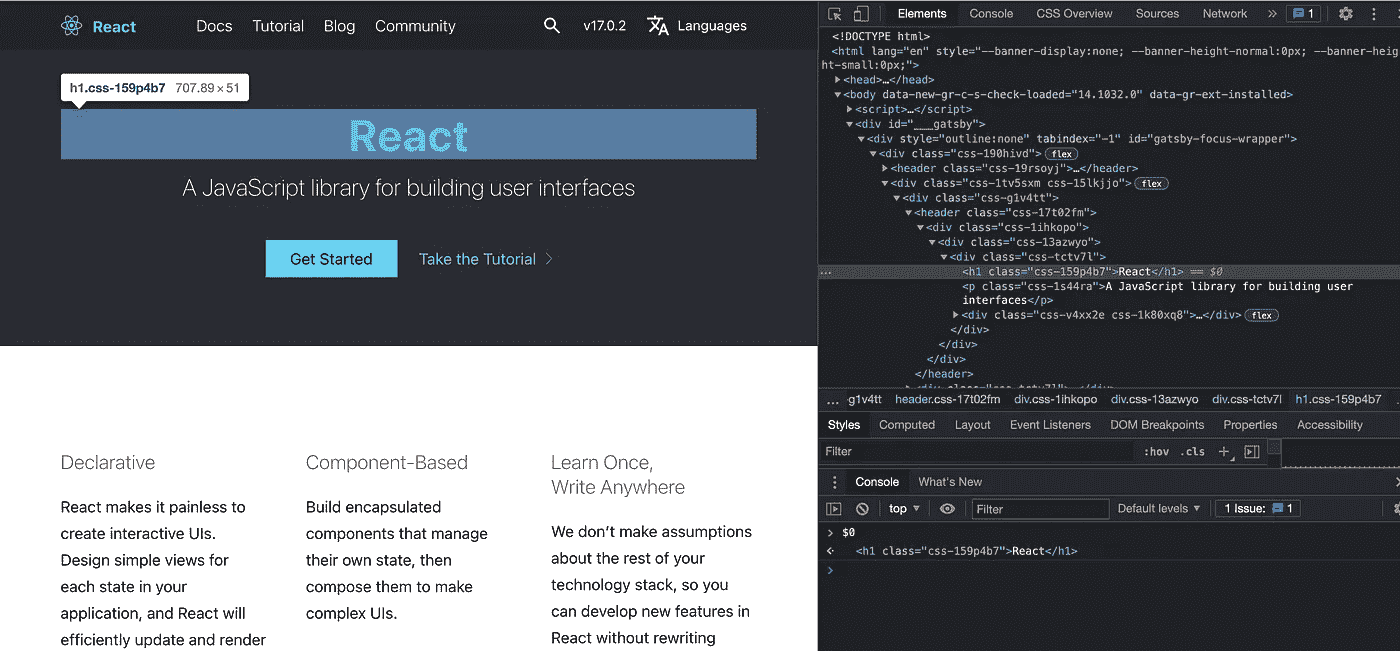 React Docs Tutorial Blog Community v17.0.2 Languages
h1.css-159p4b7 707.89 × 51
React
A JavaScript library for building user interfaces
Get Started Take the Tutorial
Declarative
React makes it painless to
create interactive UIs.
Design simple views for
each state in your
application, and React will
efficiently update and render
Component-Based
Build encapsulated
components that manage
their own state, then
compose them to make
complex UIs.
Learn Once,
Write Anywhere
We don’t make assumptions
about the rest of your
technology stack, so you
can develop new features in
React without rewriting
Elements Console CSS Overview Sources Network » 1
<!DOCTYPE html>
<html lang="en" style="--banner-display:none; --banner-height-normal:0px; --banner-heig
ht-small:0px;">
<head>…</head>
<body data-new-gr-c-s-check-loaded="14.1032.0" data-gr-ext-installed>
<script>…</script>
<div id="___gatsby">
<div style="outline:none" tabindex="-1" id="gatsby-focus-wrapper">
<div class="css-190hivd"> flex
<header class="css-19rsoyj">…</header>
<div class="css-1tv5sxm css-15lkjjo"> flex
<div class="css-g1v4tt">
<header class="css-17t02fm">
<div class="css-1ihkopo">
<div class="css-13azwyo">
<div class="css-tctv7l">
… <h1 class="css-159p4b7">React</h1> == $0
<p class="css-1s44ra">A JavaScript library for building user
interfaces</p>
<div class="css-v4xx2e css-1k80xq8">…</div> flex
</div>
</div>
</div>
</header>
<div class="css-tctv7l">…</div>
… g1v4tt header.css-17t02fm div.css-1ihkopo div.css-13azwyo div.css-tctv7l h1.css-159p4b7
Styles Computed Layout Event Listeners DOM Breakpoints Properties Accessibility
Filter :hov .cls +
Console What's New
top Filter Default levels 1 Issue: 1
> $0
<h1 class="css-159p4b7">React</h1>
>